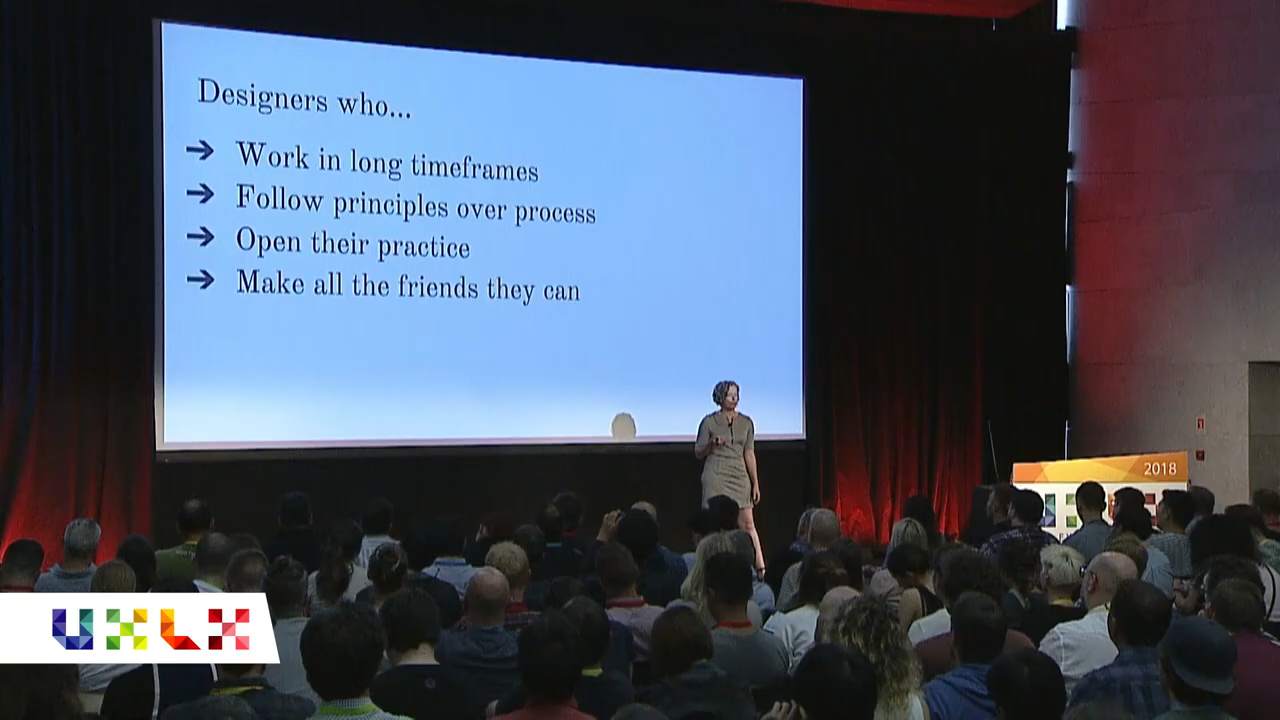 Designers who...
➔ Work in long timeframes
➔ Follow principles over process
➔ Open their practice
➔ Make all the friends they can
2018
UXLX